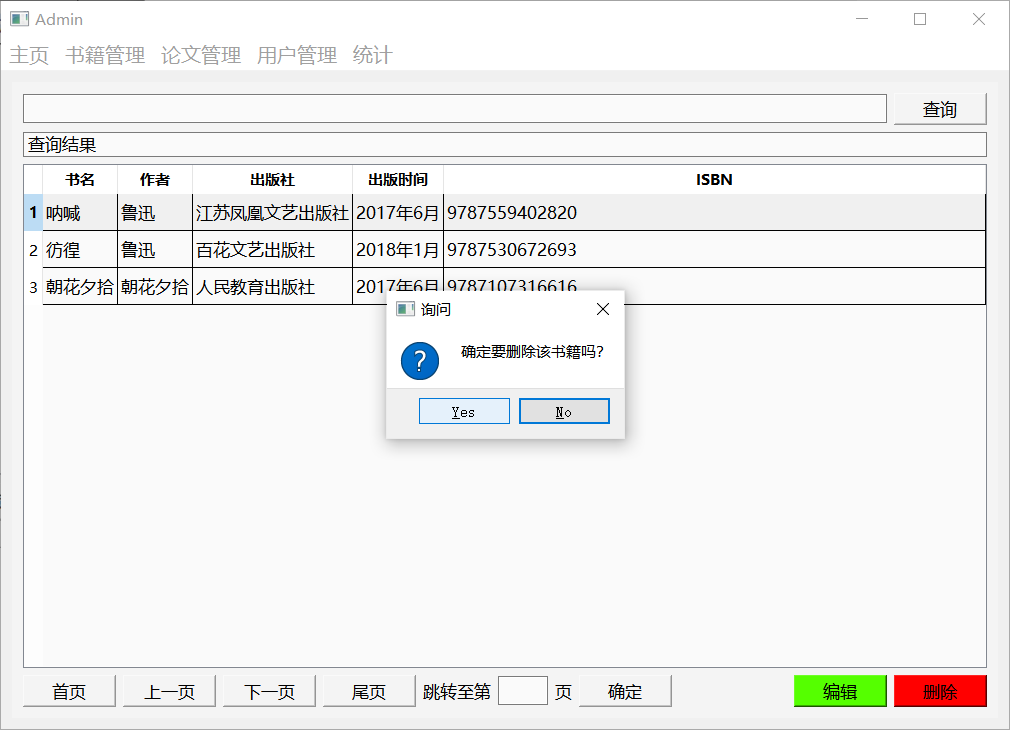 Admin
主页 书籍管理 论文管理 用户管理 统计
查询
查询结果
书名 作者 出版社 出版时间 ISBN
1 呐喊 鲁迅 江苏凤凰文艺出版社 2017年6月 9787559402820
2 彷徨 鲁迅 百花文艺出版社 2018年1月 9787530672693
3 朝花夕拾 朝花夕拾 人民教育出版社 2017年6月 9787107316616
询问
确定要删除该书籍吗?
Yes No
首页 上一页 下一页 尾页 跳转至第 页 确定 编辑 删除